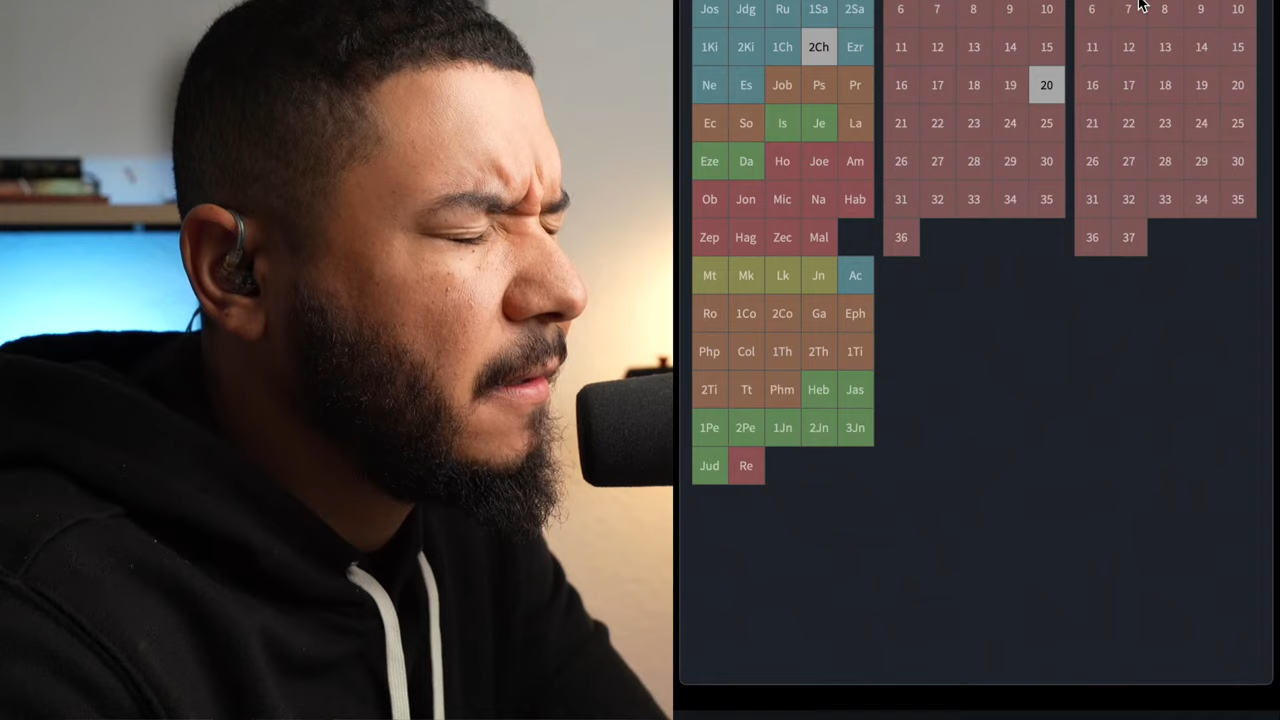 Jos Jdg Ru 1Sa 2Sa 6 7 8 9 10 6 7 8 9 10
1Ki 2Ki 1Ch 2Ch Ezr 11 12 13 14 15 11 12 13 14 15
Ne Es Job Ps Pr 16 17 18 19 20 16 17 18 19 20
Ec So Is Je La 21 22 23 24 25 21 22 23 24 25
Eze Da Ho Joe Am 26 27 28 29 30 26 27 28 29 30
Ob Jon Mic Na Hab 31 32 33 34 35 31 32 33 34 35
Zep Hag Zec Mal 36 36 37
Mt Mk Lk Jn Ac
Ro 1Co 2Co Ga Eph
Php Col 1Th 2Th 1Ti
2Ti Tt Phm Heb Jas
1Pe 2Pe 1Jn 2Jn 3Jn
Jud Re